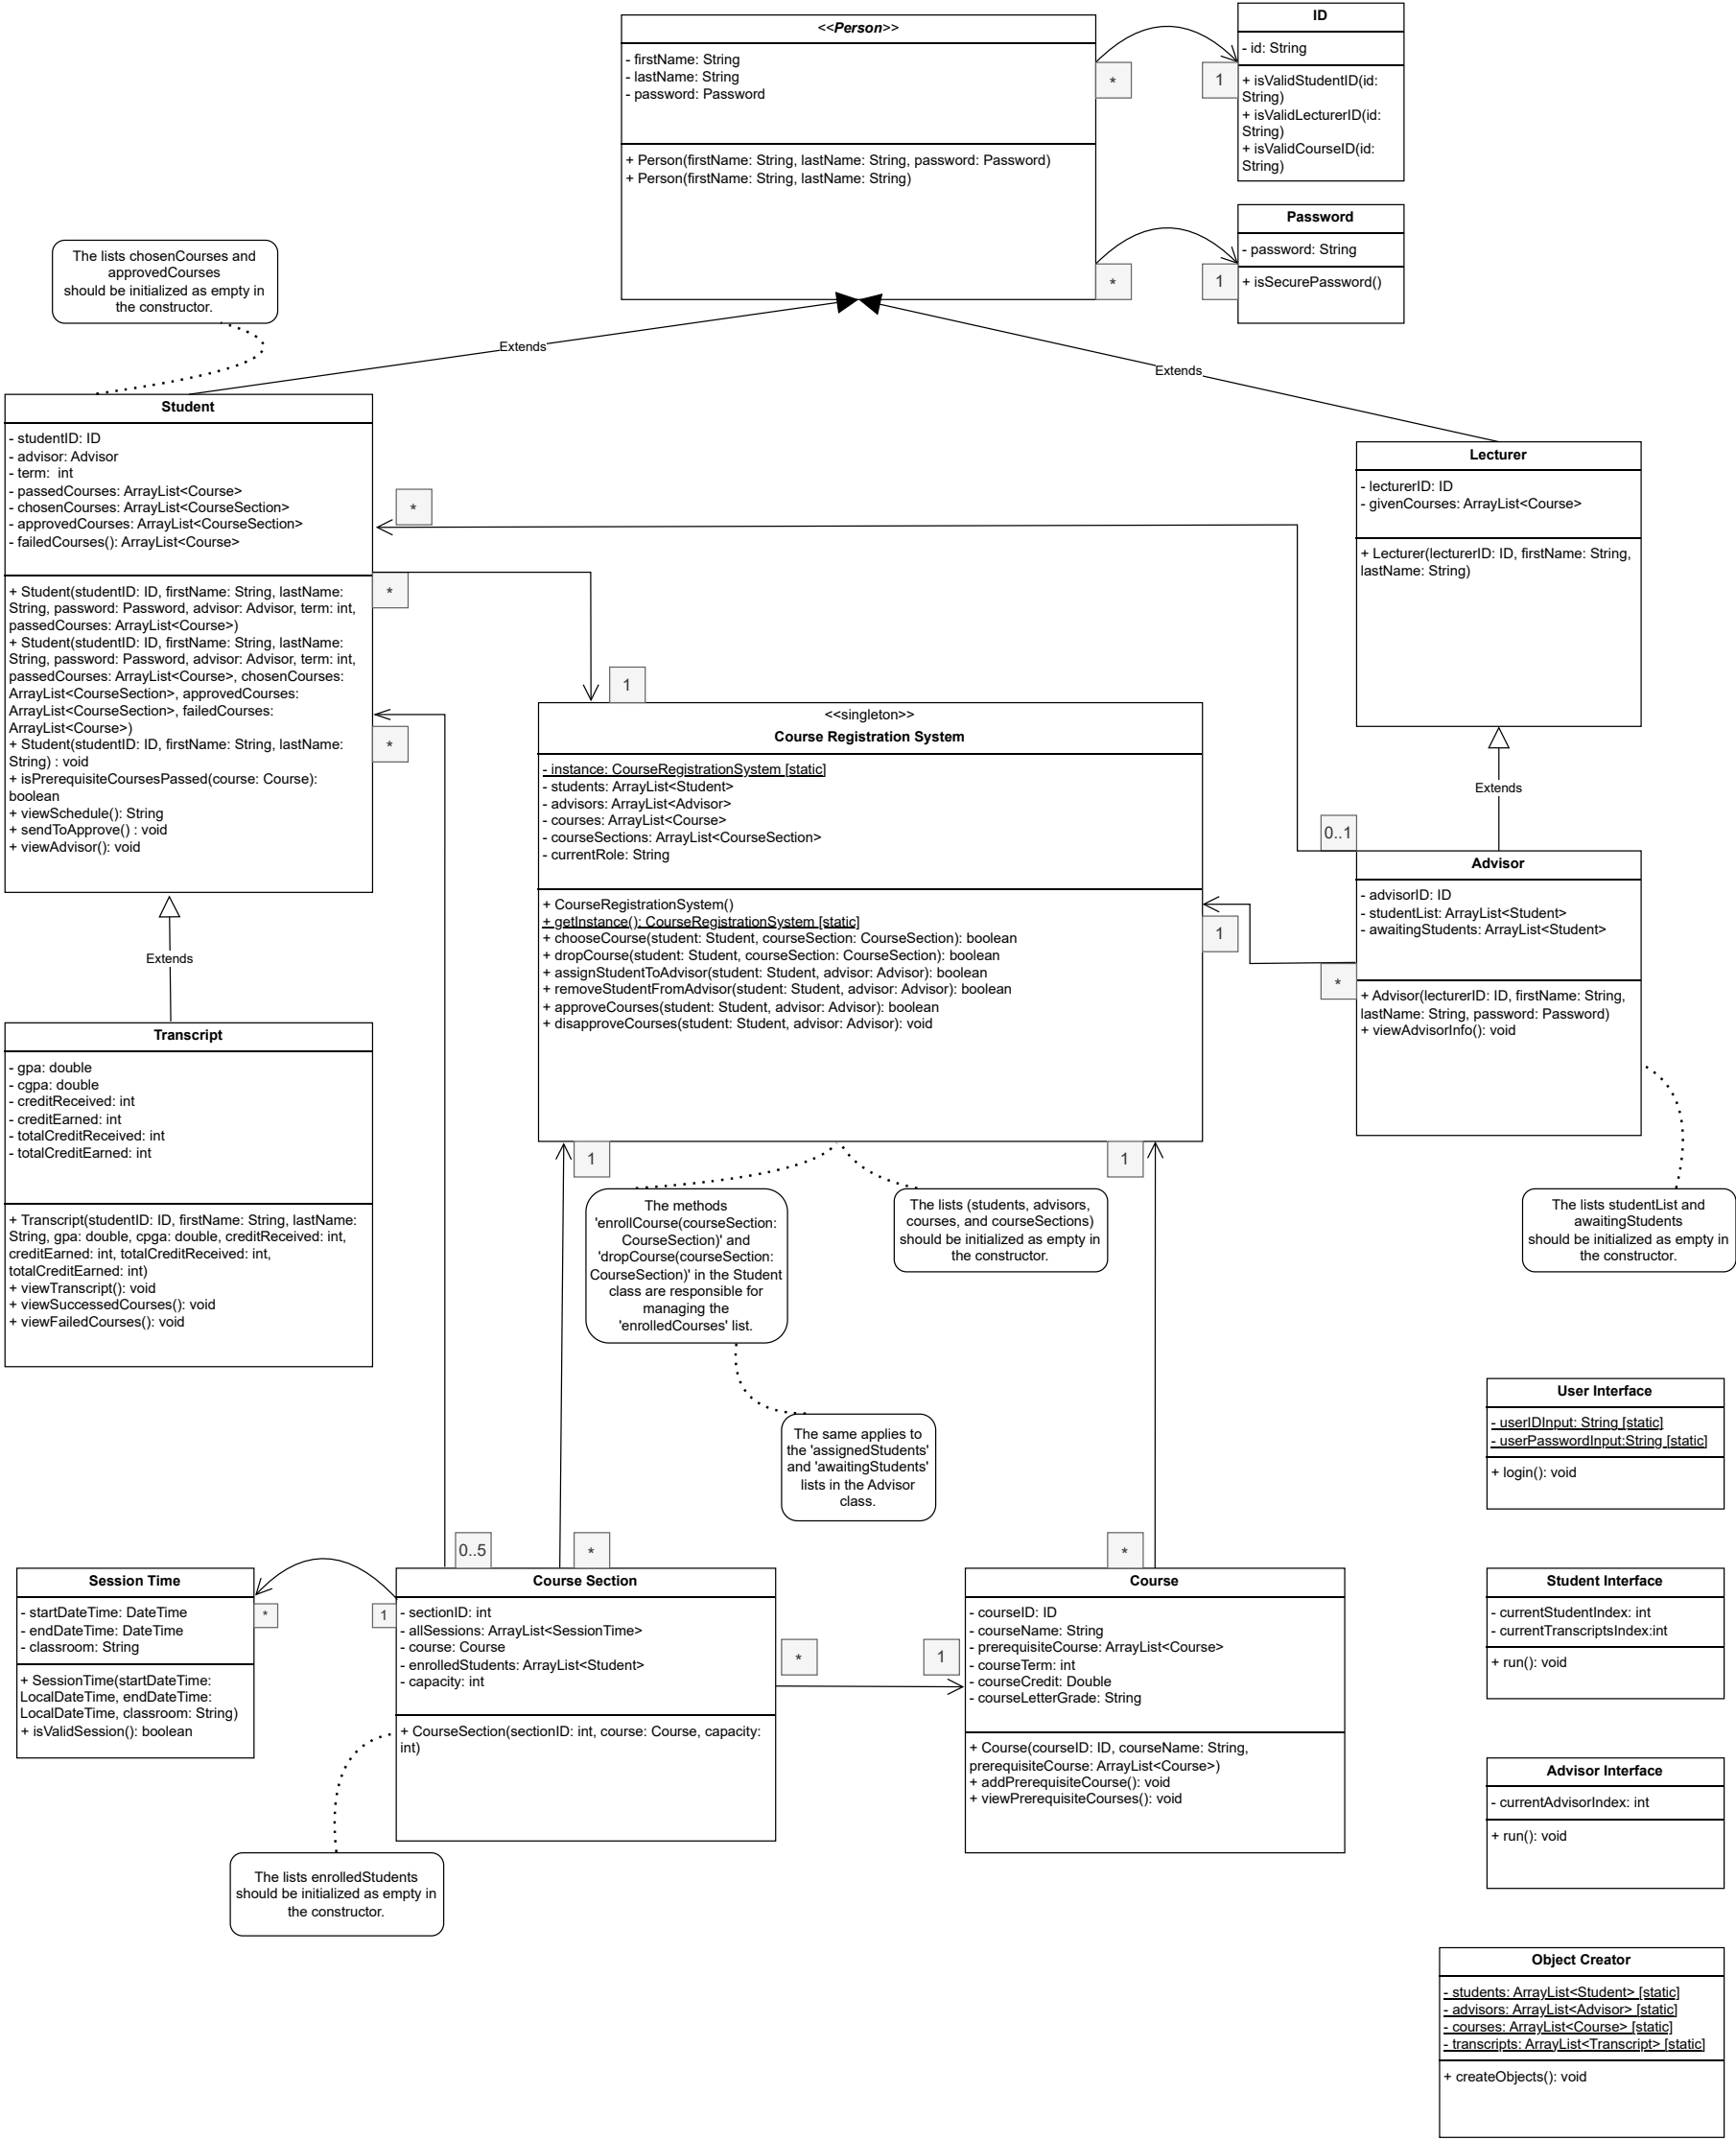 <<Person>>
- firstName: String
- lastName: String
- password: Password
+ Person(firstName: String, lastName: String, password: Password)
+ Person(firstName: String, lastName: String)
*
1
ID
- id: String
+ isValidStudentID(id:
String)
+ isValidLecturerID(id:
String)
+ isValidCourseID(id:
String)
*
1
Password
- password: String
+ isSecurePassword()
The lists chosenCourses and
approvedCourses
should be initialized as empty in
the constructor.
Extends
Extends
Student
- studentID: ID
- advisor: Advisor
- term:  int
- passedCourses: ArrayList<Course>
- chosenCourses: ArrayList<CourseSection>
- approvedCourses: ArrayList<CourseSection>
- failedCourses(): ArrayList<Course>
+ Student(studentID: ID, firstName: String, lastName:
String, password: Password, advisor: Advisor, term: int,
passedCourses: ArrayList<Course>)
+ Student(studentID: ID, firstName: String, lastName:
String, password: Password, advisor: Advisor, term: int,
passedCourses: ArrayList<Course>, chosenCourses:
ArrayList<CourseSection>, approvedCourses:
ArrayList<CourseSection>, failedCourses:
ArrayList<Course>)
+ Student(studentID: ID, firstName: String, lastName:
String) : void
+ isPrerequisiteCoursesPassed(course: Course):
boolean
+ viewSchedule(): String
+ sendToApprove() : void
+ viewAdvisor(): void
*
*
*
1
Lecturer
- lecturerID: ID
- givenCourses: ArrayList<Course>
+ Lecturer(lecturerID: ID, firstName: String,
lastName: String)
Extends
<<singleton>>
Course Registration System
- instance: CourseRegistrationSystem [static]
- students: ArrayList<Student>
- advisors: ArrayList<Advisor>
- courses: ArrayList<Course>
- courseSections: ArrayList<CourseSection>
- currentRole: String
+ CourseRegistrationSystem()
+ getInstance(): CourseRegistrationSystem [static]
+ chooseCourse(student: Student, courseSection: CourseSection): boolean
+ dropCourse(student: Student, courseSection: CourseSection): boolean
+ assignStudentToAdvisor(student: Student, advisor: Advisor): boolean
+ removeStudentFromAdvisor(student: Student, advisor: Advisor): boolean
+ approveCourses(student: Student, advisor: Advisor): boolean
+ disapproveCourses(student: Student, advisor: Advisor): void
0..1
1
*
Advisor
- advisorID: ID
- studentList: ArrayList<Student>
- awaitingStudents: ArrayList<Student>
+ Advisor(lecturerID: ID, firstName: String,
lastName: String, password: Password)
+ viewAdvisorInfo(): void
Extends
Transcript
- gpa: double
- cgpa: double
- creditReceived: int
- creditEarned: int
- totalCreditReceived: int
- totalCreditEarned: int
+ Transcript(studentID: ID, firstName: String, lastName:
String, gpa: double, cpga: double, creditReceived: int,
creditEarned: int, totalCreditReceived: int,
totalCreditEarned: int)
+ viewTranscript(): void
+ viewSuccessedCourses(): void
+ viewFailedCourses(): void
1
1
The methods
'enrollCourse(courseSection:
CourseSection)' and
'dropCourse(courseSection:
CourseSection)' in the Student
class are responsible for
managing the
'enrolledCourses' list.
The lists (students, advisors,
courses, and courseSections)
should be initialized as empty in
the constructor.
The lists studentList and
awaitingStudents
should be initialized as empty in
the constructor.
The same applies to
the 'assignedStudents'
and 'awaitingStudents'
lists in the Advisor
class.
User Interface
- userIDInput: String [static]
- userPasswordInput:String [static]
+ login(): void
0..5
*
*
Session Time
- startDateTime: DateTime
- endDateTime: DateTime
- classroom: String
+ SessionTime(startDateTime:
LocalDateTime, endDateTime:
LocalDateTime, classroom: String)
+ isValidSession(): boolean
*
1
Course Section
- sectionID: int
- allSessions: ArrayList<SessionTime>
- course: Course
- enrolledStudents: ArrayList<Student>
- capacity: int
+ CourseSection(sectionID: int, course: Course, capacity:
int)
*
1
Course
- courseID: ID
- courseName: String
- prerequisiteCourse: ArrayList<Course>
- courseTerm: int
- courseCredit: Double
- courseLetterGrade: String
+ Course(courseID: ID, courseName: String,
prerequisiteCourse: ArrayList<Course>)
+ addPrerequisiteCourse(): void
+ viewPrerequisiteCourses(): void
Student Interface
- currentStudentIndex: int
- currentTranscriptsIndex:int
+ run(): void
Advisor Interface
- currentAdvisorIndex: int
+ run(): void
The lists enrolledStudents
should be initialized as empty in
the constructor.
Object Creator
- students: ArrayList<Student> [static]
- advisors: ArrayList<Advisor> [static]
- courses: ArrayList<Course> [static]
- transcripts: ArrayList<Transcript> [static]
+ createObjects(): void